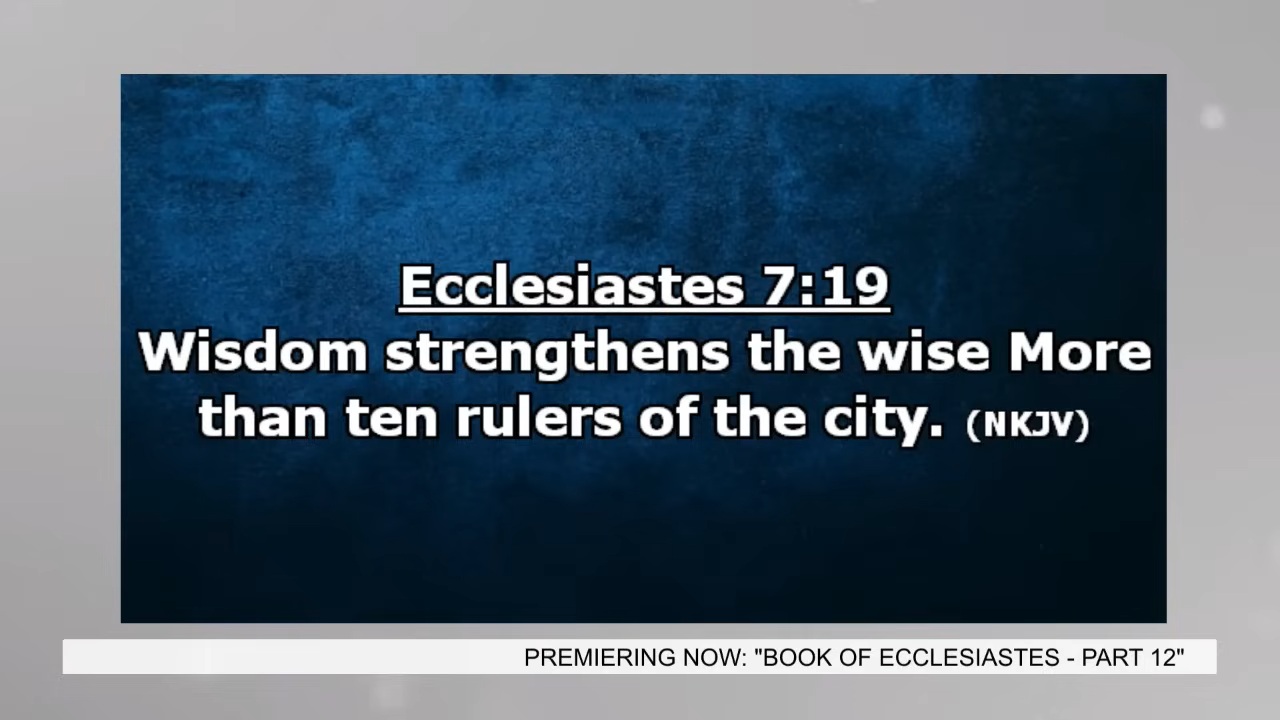 Ecclesiastes 7:19
Wisdom strengthens the wise More
than ten rulers of the city. (NKJV)
PREMIERING NOW: "BOOK OF ECCLESIASTES - PART 12"